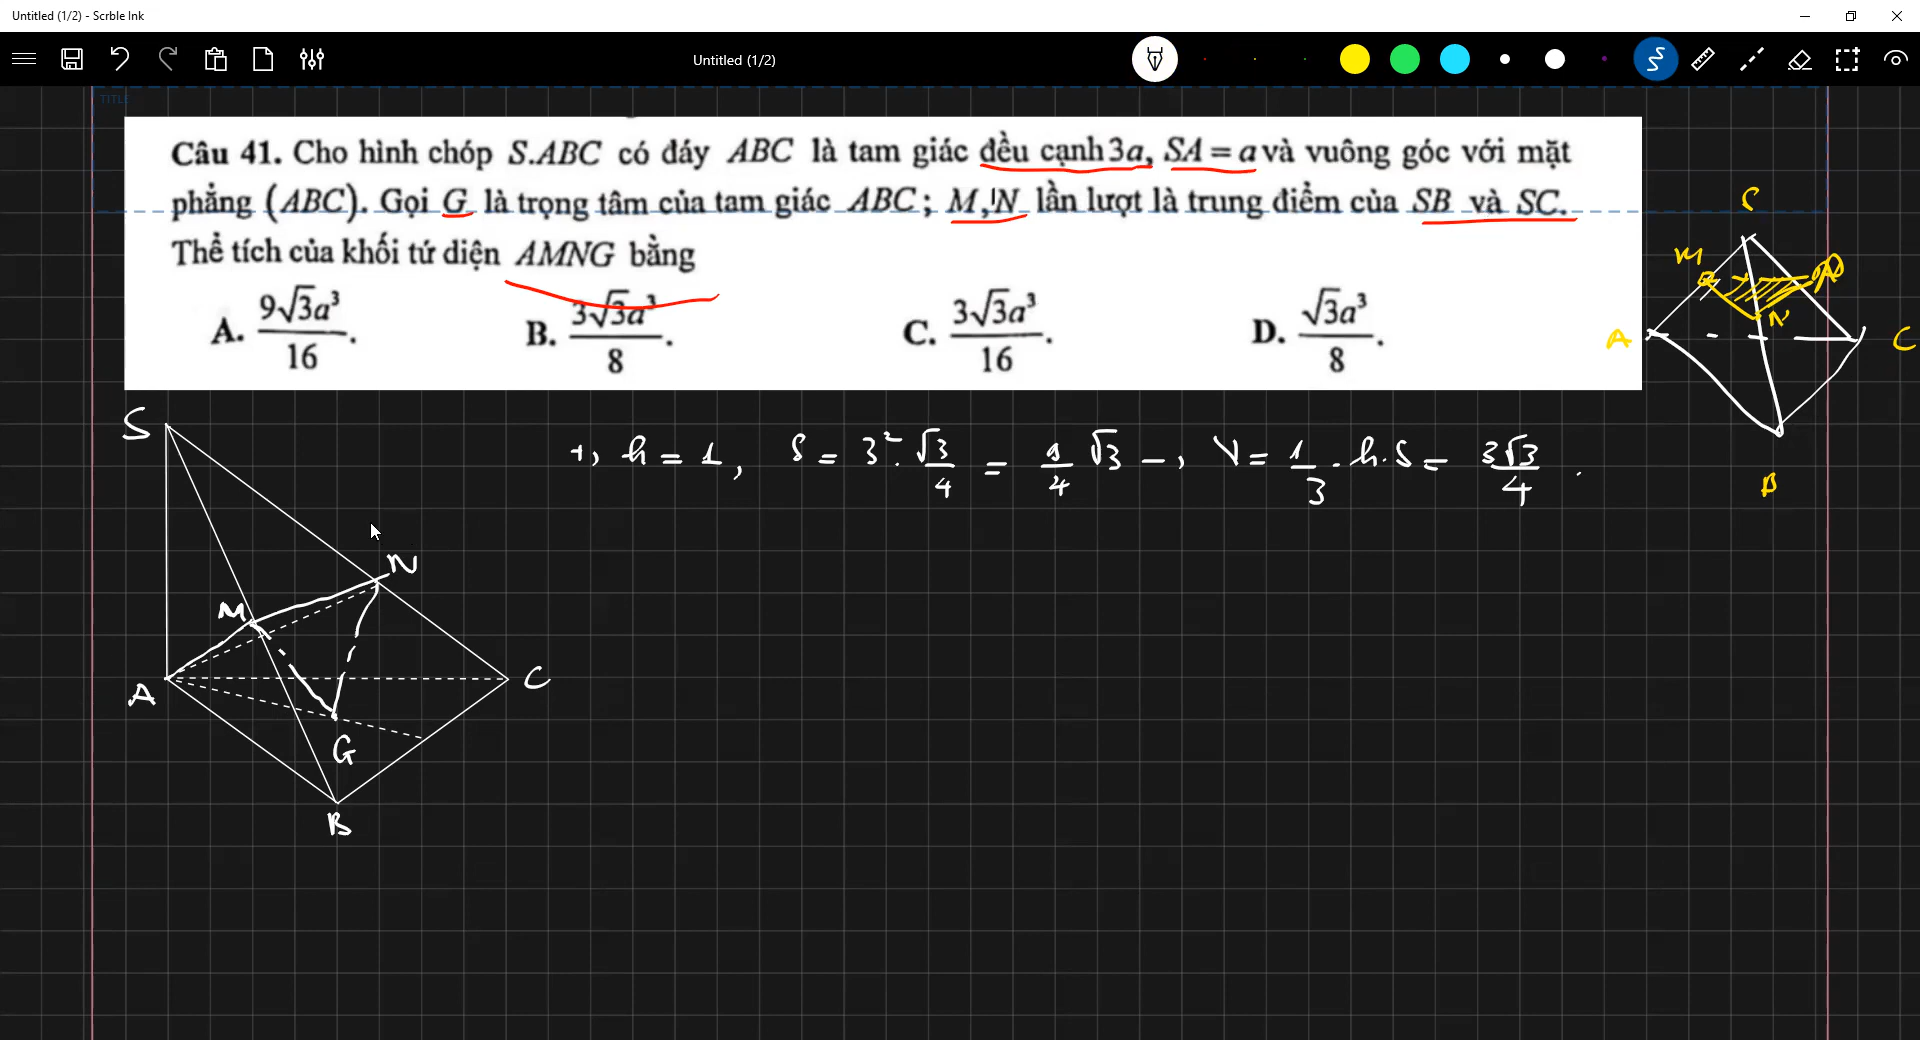 Untitled (1/2) - Scrble Ink
Untitled (1/2)
TITLE
Câu 41. Cho hình chóp S.ABC có đáy ABC là tam giác đều cạnh 3a, SA = a và vuông góc với mặt
phẳng (ABC). Gọi G là trọng tâm của tam giác ABC; M, N lần lượt là trung điểm của SB và SC.
Thể tích của khối tứ diện AMNG bằng
A. 9√3a³/16. B. 3√3a³/8. C. 3√3a³/16. D. √3a³/8.
M
N'
A
C
B
S
+, h = 1, S = 3². √3/4 = 9/4 √3 → V = 1/3 . h.S = 3√3/4 .
N
M
A
C
G
B